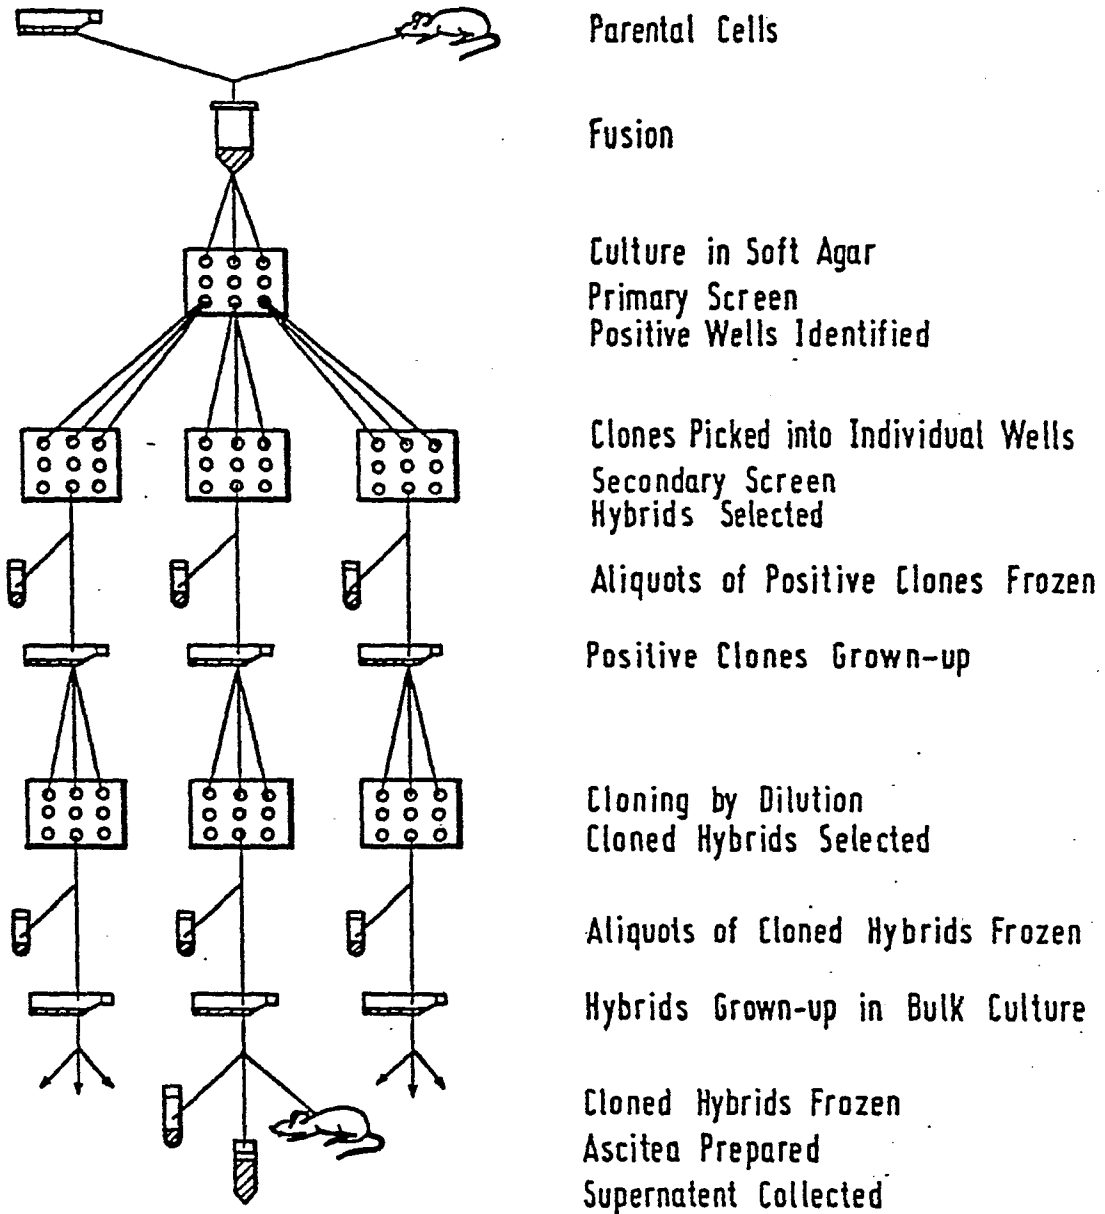 Parental Cells
Fusion
Culture in Soft Agar
Primary Screen
Positive Wells Identified
Clones Picked into Individual Wells
Secondary Screen
Hybrids Selected
Aliquots of Positive Clones Frozen
Positive Clones Grown-up
Cloning by Dilution
Cloned Hybrids Selected
Aliquots of Cloned Hybrids Frozen
Hybrids Grown-up in Bulk Culture
Cloned Hybrids Frozen
Ascitea Prepared
Supernatent Collected